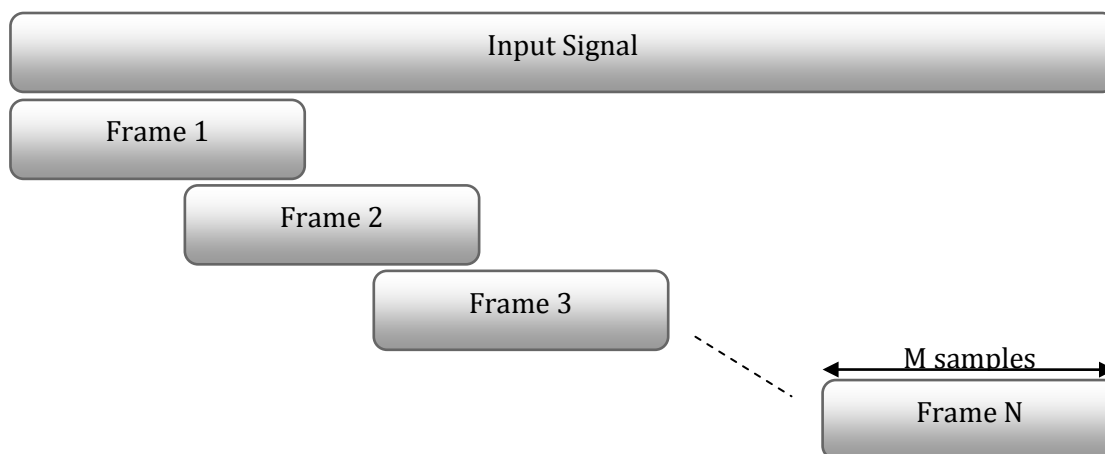 Input Signal
Frame 1
Frame 2
Frame 3
M samples
Frame N